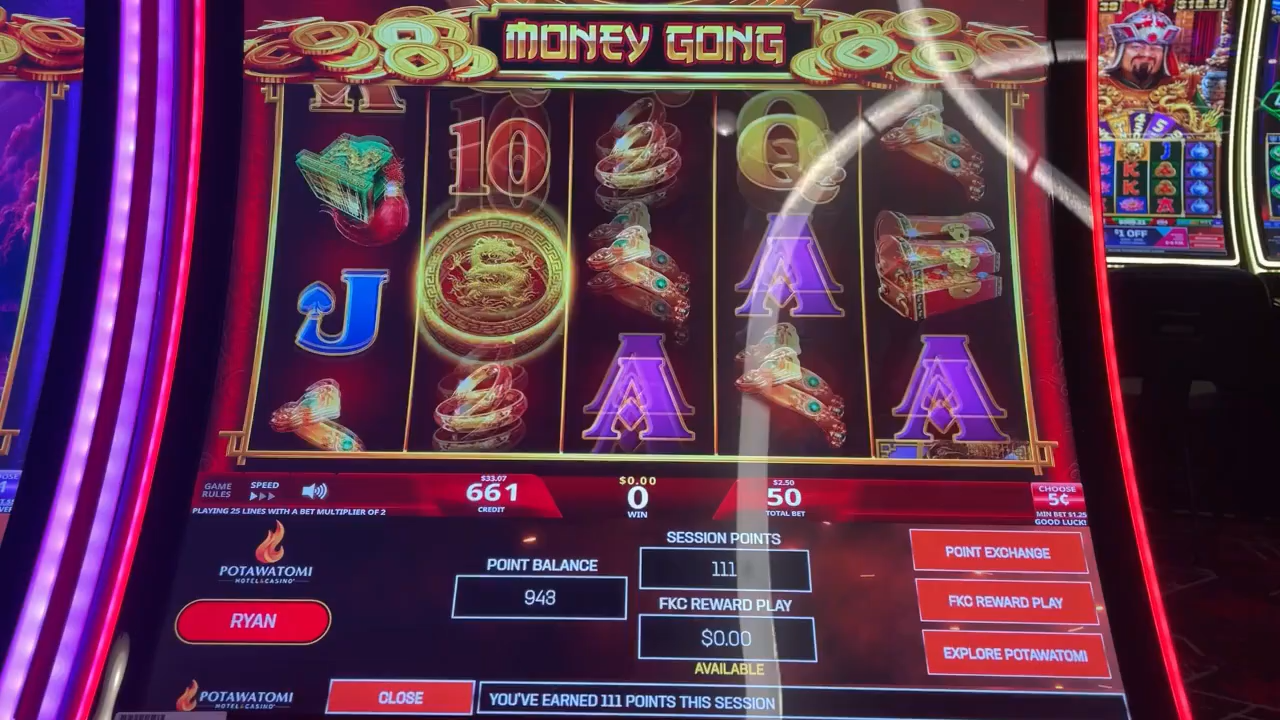 MONEY GONG
10
Q
J
A
A
A
K
K
J
$1 OFF
GAME RULES
SPEED
$33.07
661
CREDIT
$0.00
0
WIN
$2.50
50
TOTAL BET
CHOOSE
5¢
MIN BET $1.25
GOOD LUCK!
PLAYING 25 LINES WITH A BET MULTIPLIER OF 2
POTAWATOMI
HOTEL & CASINO
RYAN
POINT BALANCE
943
SESSION POINTS
111
FKC REWARD PLAY
$0.00
AVAILABLE
POINT EXCHANGE
FKC REWARD PLAY
EXPLORE POTAWATOMI
POTAWATOMI
HOTEL & CASINO
CLOSE
YOU'VE EARNED 111 POINTS THIS SESSION